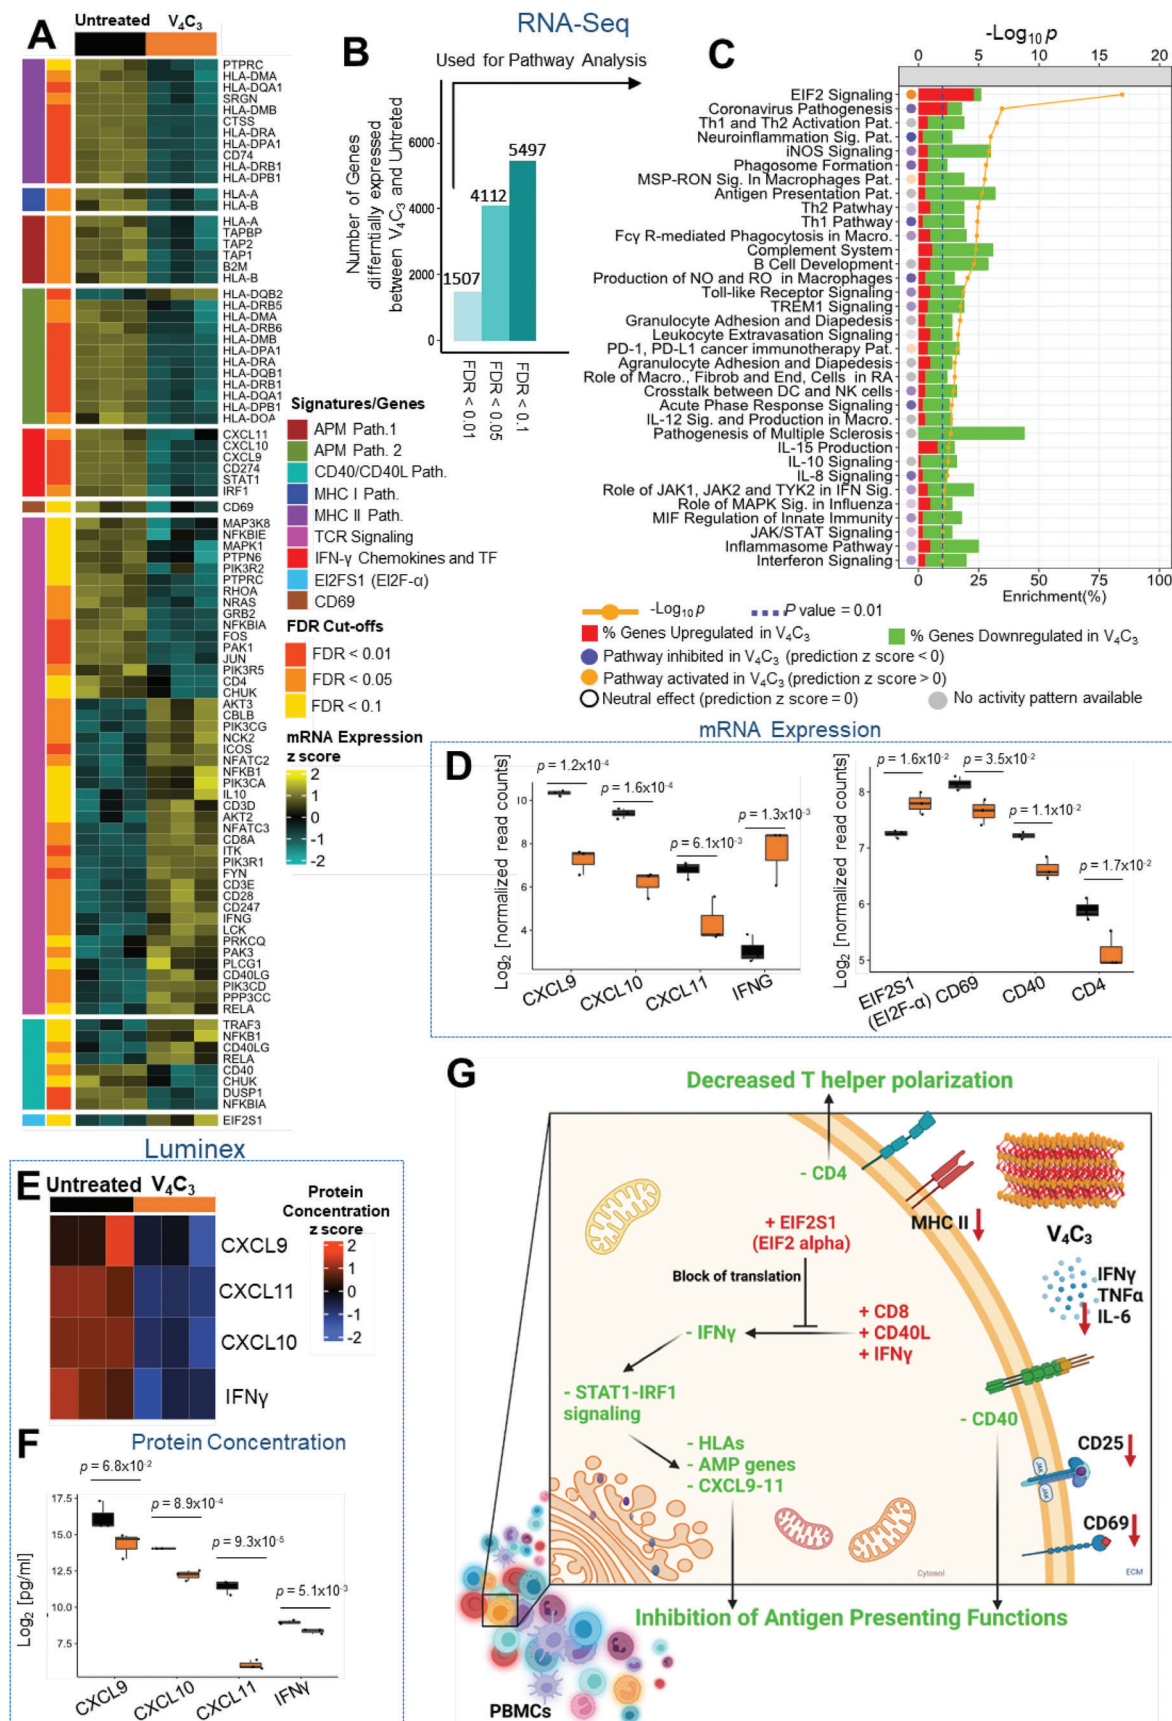 RNA-Seq
A
Untreated V₄C₃
PTPRC
HLA-DMA
HLA-DQA1
SRGN
HLA-DMB
CTSS
HLA-DRA
HLA-DPA1
CD74
HLA-DRB1
HLA-DPB1
HLA-A
HLA-B
HLA-A
TAPBP
TAP2
TAP1
B2M
HLA-B
HLA-DQB2
HLA-DRB5
HLA-DMA
HLA-DRB6
HLA-DMB
HLA-DPA1
HLA-DRA
HLA-DQB1
HLA-DRB1
HLA-DQA1
HLA-DPB1
HLA-DOA
CXCL11
CXCL10
CXCL9
CD274
STAT1
IRF1
CD69
MAP3K8
NFKBIE
MAPK1
PTPN6
PIK3R2
PTPRC
RHOA
NRAS
GRB2
NFKBIA
FOS
PAK1
JUN
PIK3R5
CD4
CHUK
AKT3
CBLB
PIK3CG
NCK2
ICOS
NFATC2
NFKB1
PIK3CA
IL10
CD3D
AKT2
NFATC3
CD8A
ITK
PIK3R1
FYN
CD3E
CD28
CD247
IFNG
LCK
PRKCQ
PAK3
PLCG1
CD40LG
PIK3CD
PPP3CC
RELA
TRAF3
NFKB1
CD40LG
RELA
CD40
CHUK
DUSP1
NFKBIA
EIF2S1
Signatures/Genes
APM Path.1
APM Path. 2
CD40/CD40L Path.
MHC I Path.
MHC II Path.
TCR Signaling
IFN-γ Chemokines and TF
EI2FS1 (EI2F-α)
CD69
FDR Cut-offs
FDR < 0.01
FDR < 0.05
FDR < 0.1
mRNA Expression
z score
2
1
0
-1
-2
B
Used for Pathway Analysis
Number of Genes
differntially expressed
between V₄C₃ and Untreted
6000
4000
2000
0
1507
4112
5497
FDR < 0.01
FDR < 0.05
FDR < 0.1
C
-Log₁₀ p
0 5 10 15 20
EIF2 Signaling
Coronavirus Pathogenesis
Th1 and Th2 Activation Pat.
Neuroinflammation Sig. Pat.
iNOS Signaling
Phagosome Formation
MSP-RON Sig. In Macrophages Pat.
Antigen Presentation Pat.
Th2 Patwhay
Th1 Pathway
Fcγ R-mediated Phagocytosis in Macro.
Complement System
B Cell Development
Production of NO and RO in Macrophages
Toll-like Receptor Signaling
TREM1 Signaling
Granulocyte Adhesion and Diapedesis
Leukocyte Extravasation Signaling
PD-1, PD-L1 cancer immunotherapy Pat.
Agranulocyte Adhesion and Diapedesis
Role of Macro., Fibrob and End, Cells in RA
Crosstalk between DC and NK cells
Acute Phase Response Signaling
IL-12 Sig. and Production in Macro.
Pathogenesis of Multiple Sclerosis
IL-15 Production
IL-10 Signaling
IL-8 Signaling
Role of JAK1, JAK2 and TYK2 in IFN Sig.
Role of MAPK Sig. in Influenza
MIF Regulation of Innate Immunity
JAK/STAT Signaling
Inflammasome Pathway
Interferon Signaling
0 25 50 75 100
Enrichment(%)
-Log₁₀ p
P value = 0.01
% Genes Upregulated in V₄C₃
% Genes Downregulated in V₄C₃
Pathway inhibited in V₄C₃ (prediction z score < 0)
Pathway activated in V₄C₃ (prediction z score > 0)
Neutral effect (prediction z score = 0)
No activity pattern available
mRNA Expression
D
Log₂ [normalized read counts]
10
8
6
4
p = 1.2x10⁻⁴
p = 1.6x10⁻⁴
p = 6.1x10⁻³
p = 1.3x10⁻³
CXCL9
CXCL10
CXCL11
IFNG
Log₂ [normalized read counts]
8
7
6
5
p = 1.6x10⁻²
p = 3.5x10⁻²
p = 1.1x10⁻²
p = 1.7x10⁻²
EIF2S1
(EI2F-α)
CD69
CD40
CD4
Luminex
E
Untreated V₄C₃
CXCL9
CXCL11
CXCL10
IFNγ
Protein
Concentration
z score
2
1
0
-1
-2
F
Protein Concentration
Log₂ [pg/ml]
17.5
15.0
12.5
10.0
7.5
p = 6.8x10⁻²
p = 8.9x10⁻⁴
p = 9.3x10⁻⁵
p = 5.1x10⁻³
CXCL9
CXCL10
CXCL11
IFNγ
G
Decreased T helper polarization
- CD4
+ EIF2S1
(EIF2 alpha)
Block of translation
- IFNγ
+ CD8
+ CD40L
+ IFNγ
- STAT1-IRF1
signaling
- HLAs
- AMP genes
- CXCL9-11
MHC II
V₄C₃
IFNγ
TNFα
IL-6
- CD40
CD25
JAK
JAK
CD69
Cytosol
ECM
Inhibition of Antigen Presenting Functions
PBMCs